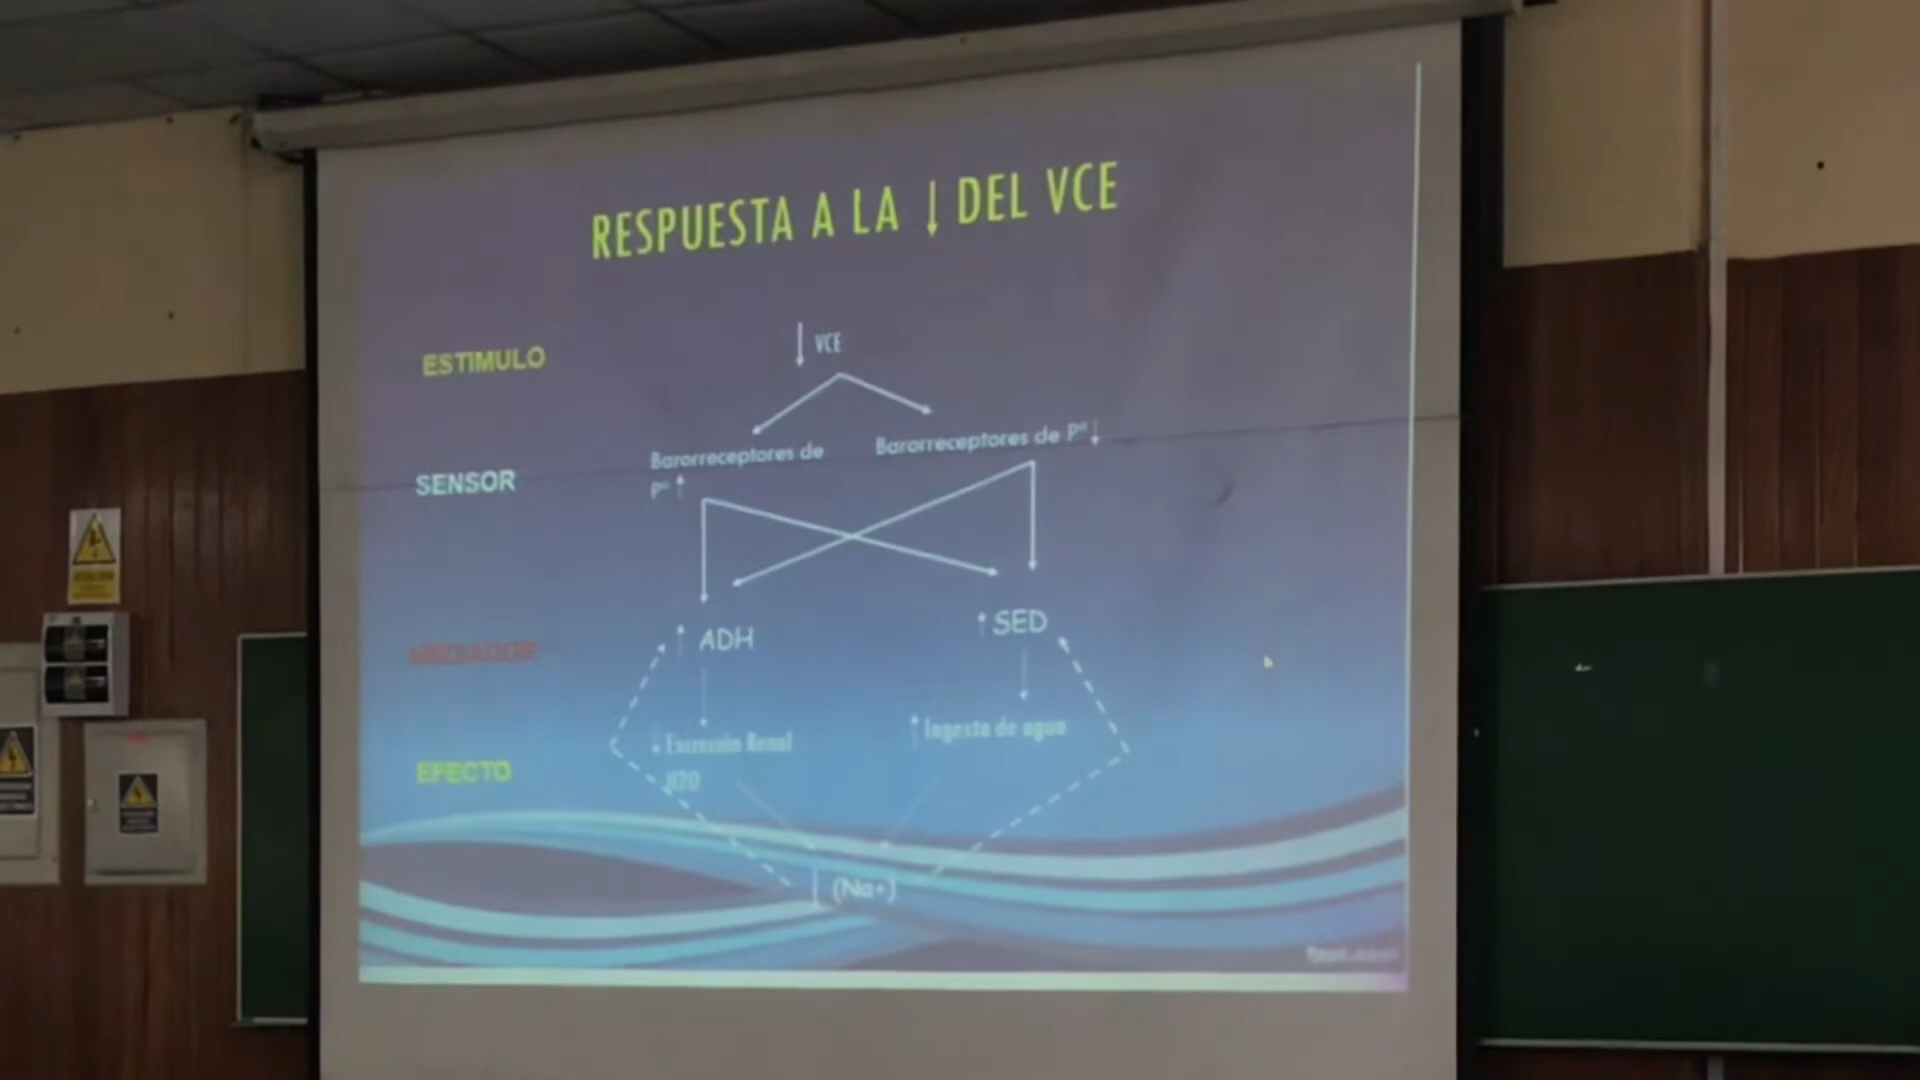 RESPUESTA A LA ↓ DEL VCE
ESTIMULO
↓ VCE
SENSOR
Barorreceptores de
Pº ↑
Barorreceptores de Pº ↓
MEDIADOR
↑ ADH
↑ SED
EFECTO
↓ Excreción Renal
H2O
↑ Ingesta de agua
↓ (Na+)